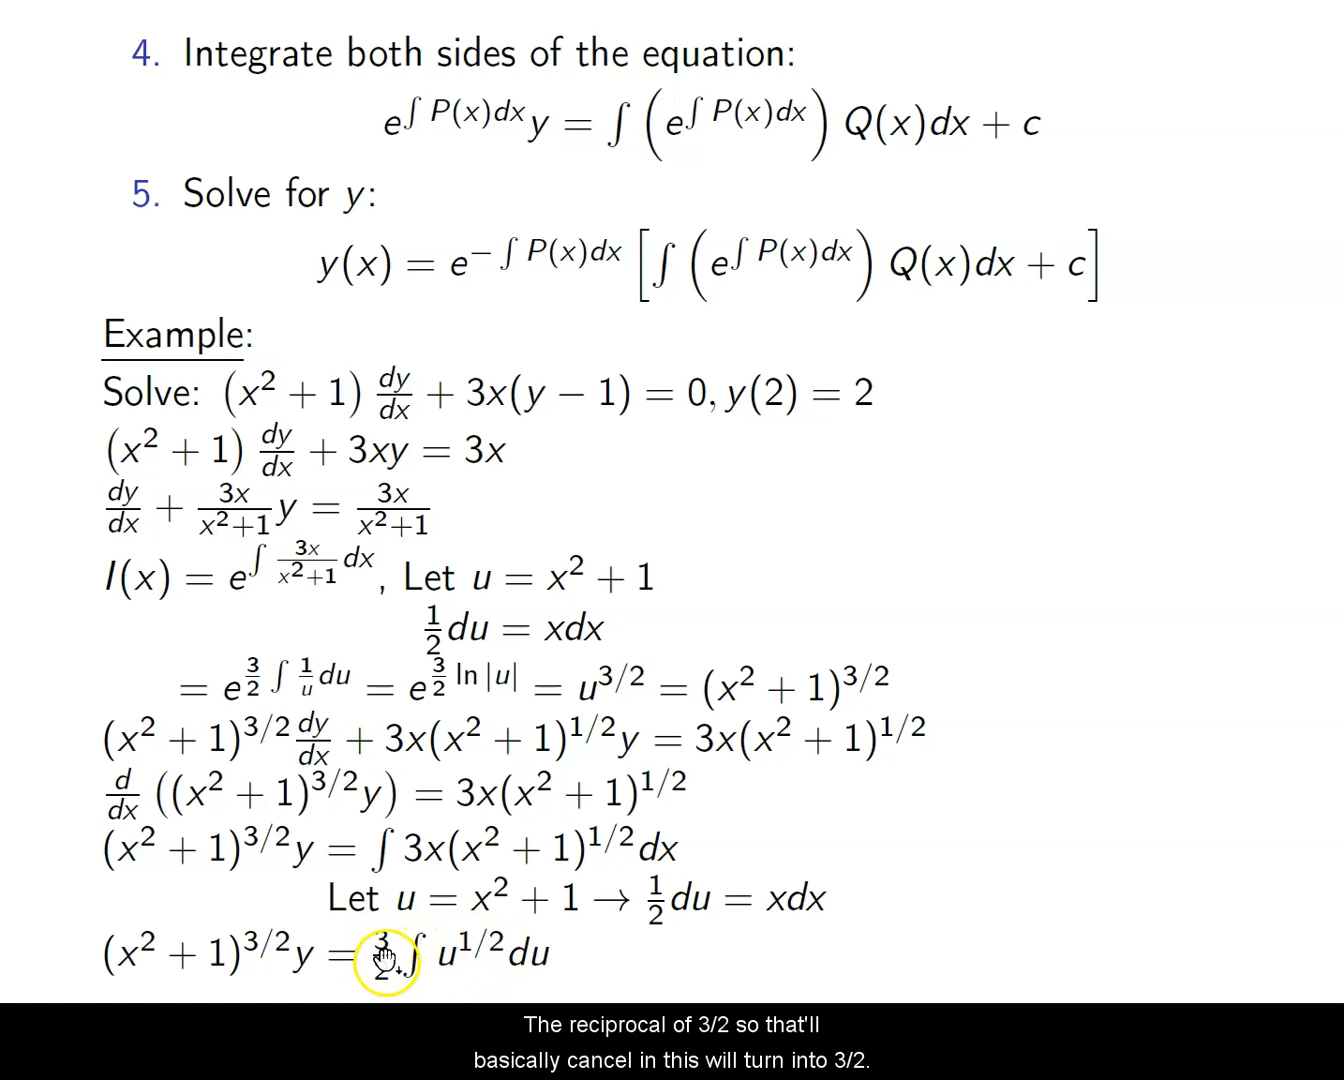 4. Integrate both sides of the equation:
e^{∫ P(x)dx} y = ∫ (e^{∫ P(x)dx}) Q(x)dx + c
5. Solve for y:
y(x) = e^{− ∫ P(x)dx} [∫ (e^{∫ P(x)dx}) Q(x)dx + c]
Example:
Solve: (x² + 1) dy/dx + 3x(y − 1) = 0, y(2) = 2
(x² + 1) dy/dx + 3xy = 3x
dy/dx + 3x/(x²+1) y = 3x/(x²+1)
I(x) = e^{∫ 3x/(x²+1) dx}, Let u = x² + 1
1/2 du = xdx
= e^{3/2 ∫ 1/u du} = e^{3/2 ln|u|} = u^{3/2} = (x² + 1)^{3/2}
(x² + 1)^{3/2} dy/dx + 3x(x² + 1)^{1/2} y = 3x(x² + 1)^{1/2}
d/dx ((x² + 1)^{3/2} y) = 3x(x² + 1)^{1/2}
(x² + 1)^{3/2} y = ∫ 3x(x² + 1)^{1/2} dx
Let u = x² + 1 → 1/2 du = xdx
(x² + 1)^{3/2} y = 3/2 ∫ u^{1/2} du
The reciprocal of 3/2 so that'll
basically cancel in this will turn into 3/2.